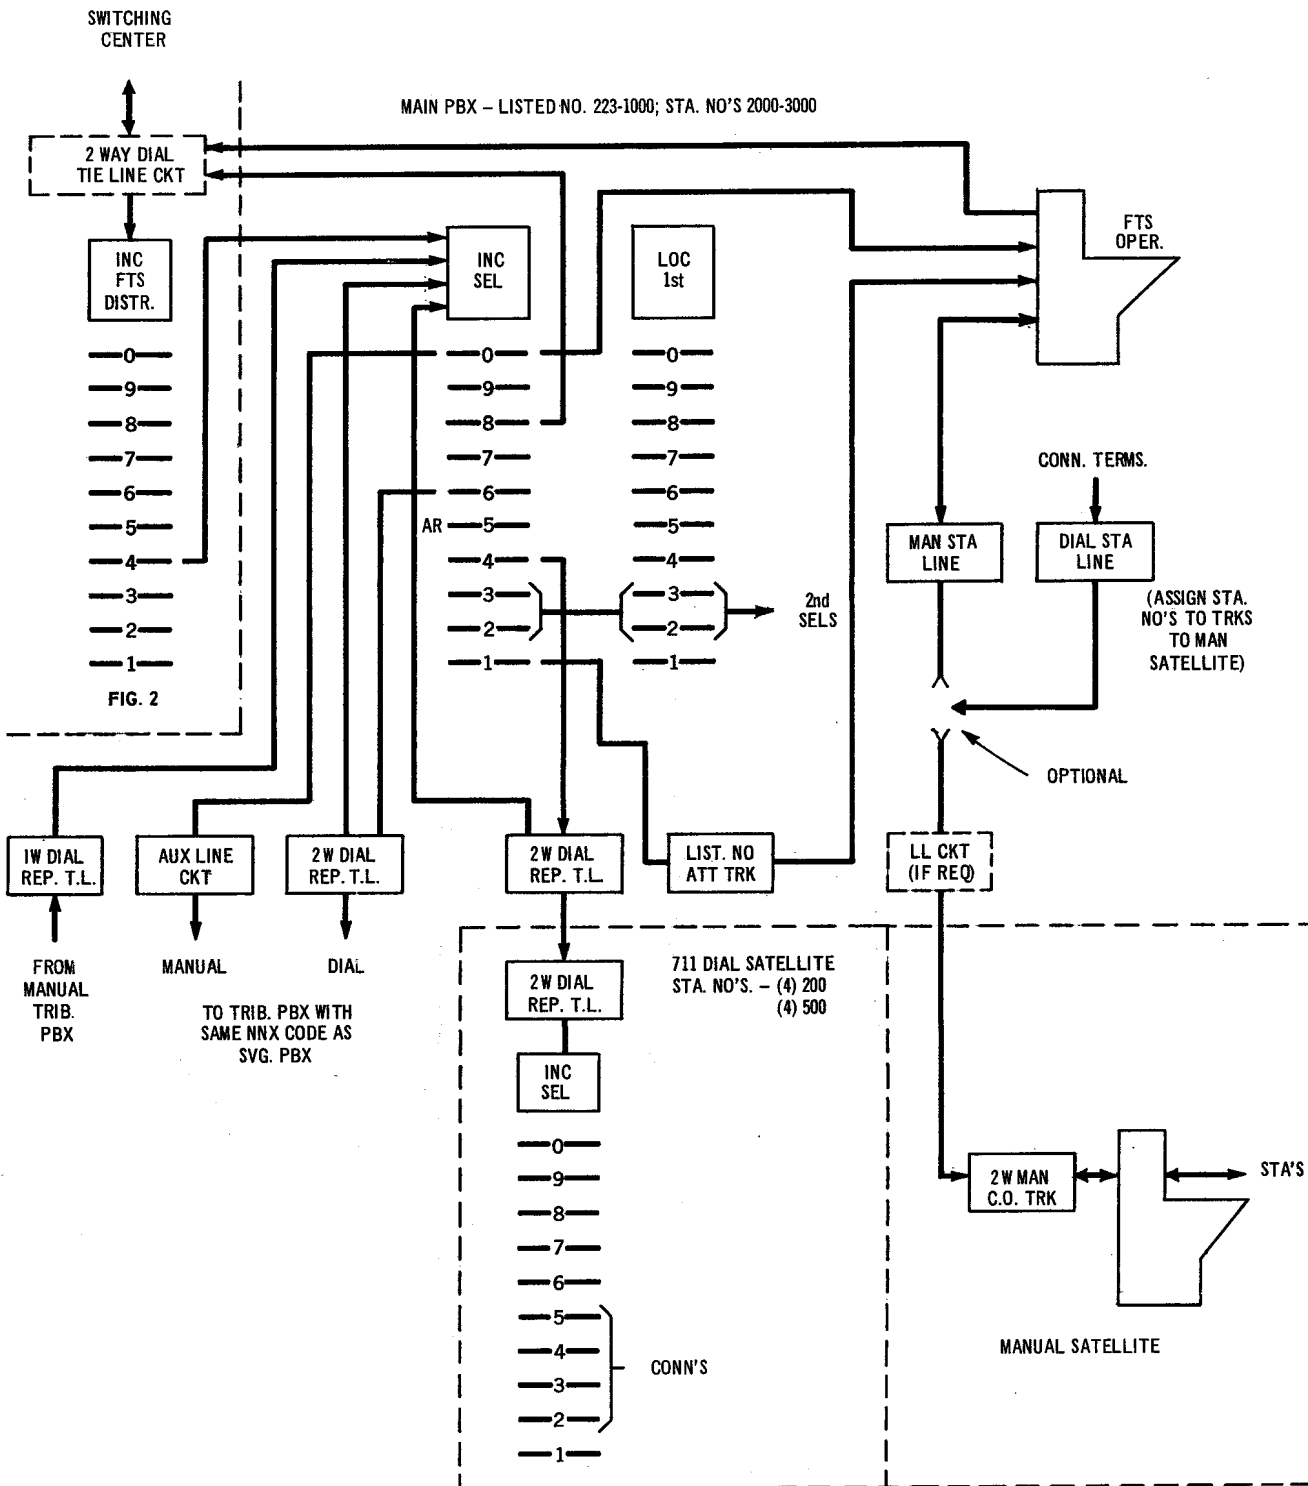 SWITCHING
CENTER
MAIN PBX – LISTED NO. 223-1000; STA. NO'S 2000-3000
2 WAY DIAL
TIE LINE CKT
INC
FTS
DISTR.
0
9
8
7
6
5
4
3
2
1
FIG. 2
INC
SEL
0
9
8
7
6
AR 5
4
3
2
1
LOC
1st
0
9
8
7
6
5
4
3
2
1
2nd
SELS
FTS
OPER.
CONN. TERMS.
MAN STA
LINE
DIAL STA
LINE
(ASSIGN STA.
NO'S TO TRKS
TO MAN
SATELLITE)
OPTIONAL
1W DIAL
REP. T.L.
AUX LINE
CKT
2W DIAL
REP. T.L.
2W DIAL
REP. T.L.
LIST. NO
ATT TRK
LL CKT
(IF REQ)
FROM
MANUAL
TRIB.
PBX
MANUAL
DIAL
TO TRIB. PBX WITH
SAME NNX CODE AS
SVG. PBX
711 DIAL SATELLITE
STA. NO'S. – (4) 200
(4) 500
2W DIAL
REP. T.L.
INC
SEL
0
9
8
7
6
5
4
3
2
1
CONN'S
2W MAN
C.O. TRK
STA'S
MANUAL SATELLITE